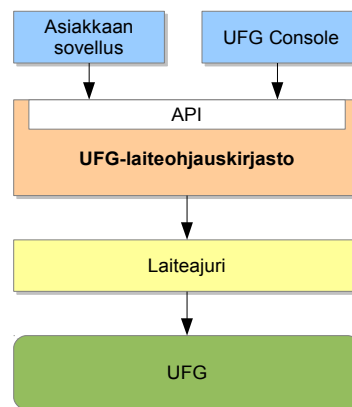 Asiakkaan
sovellus
UFG Console
API
UFG-laiteohjauskirjasto
Laiteajuri
UFG